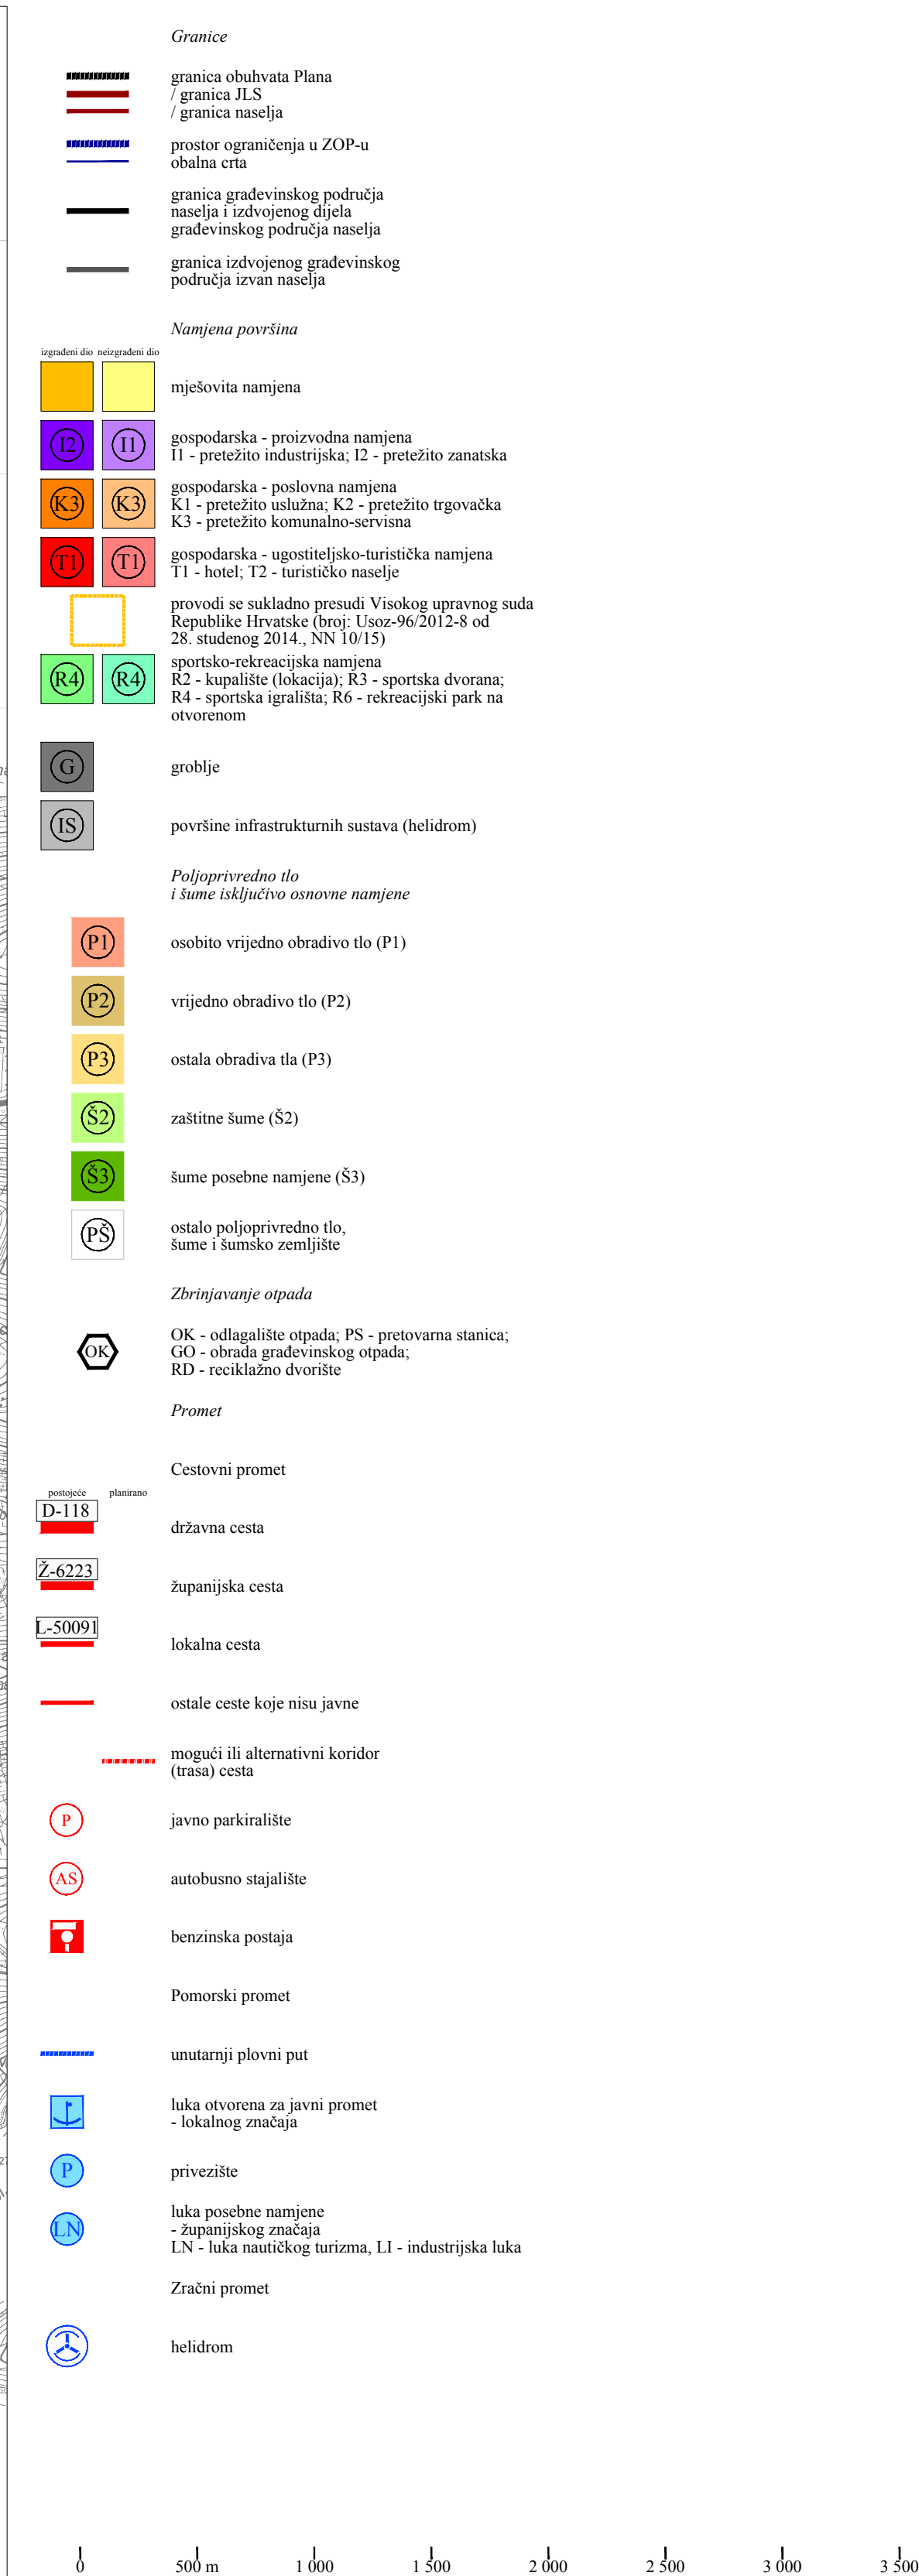 Granice
granica obuhvata Plana
/ granica JLS
/ granica naselja
prostor ograničenja u ZOP-u
obalna crta
granica građevinskog područja
naselja i izdvojenog dijela
građevinskog područja naselja
granica izdvojenog građevinskog
područja izvan naselja
Namjena površina
izgrađeni dio neizgrađeni dio
mješovita namjena
I2 I1
gospodarska - proizvodna namjena
I1 - pretežito industrijska; I2 - pretežito zanatska
K3 K3
gospodarska - poslovna namjena
K1 - pretežito uslužna; K2 - pretežito trgovačka
K3 - pretežito komunalno-servisna
T1 T1
gospodarska - ugostiteljsko-turistička namjena
T1 - hotel; T2 - turističko naselje
provodi se sukladno presudi Visokog upravnog suda
Republike Hrvatske (broj: Usoz-96/2012-8 od
28. studenog 2014., NN 10/15)
R4 R4
sportsko-rekreacijska namjena
R2 - kupalište (lokacija); R3 - sportska dvorana;
R4 - sportska igrališta; R6 - rekreacijski park na
otvorenom
G
groblje
IS
površine infrastrukturnih sustava (helidrom)
Poljoprivredno tlo
i šume isključivo osnovne namjene
P1
osobito vrijedno obradivo tlo (P1)
P2
vrijedno obradivo tlo (P2)
P3
ostala obradiva tla (P3)
Š2
zaštitne šume (Š2)
Š3
šume posebne namjene (Š3)
PŠ
ostalo poljoprivredno tlo,
šume i šumsko zemljište
Zbrinjavanje otpada
OK
OK - odlagalište otpada; PS - pretovarna stanica;
GO - obrada građevinskog otpada;
RD - reciklažno dvorište
Promet
Cestovni promet
postojeće planirano
D-118
državna cesta
Ž-6223
županijska cesta
L-50091
lokalna cesta
ostale ceste koje nisu javne
mogući ili alternativni koridor
(trasa) cesta
P
javno parkiralište
AS
autobusno stajalište
benzinska postaja
Pomorski promet
unutarnji plovni put
luka otvorena za javni promet
- lokalnog značaja
P
privezište
LN
luka posebne namjene
- županijskog značaja
LN - luka nautičkog turizma, LI - industrijska luka
Zračni promet
helidrom
0 500 m 1 000 1 500 2 000 2 500 3 000 3 500